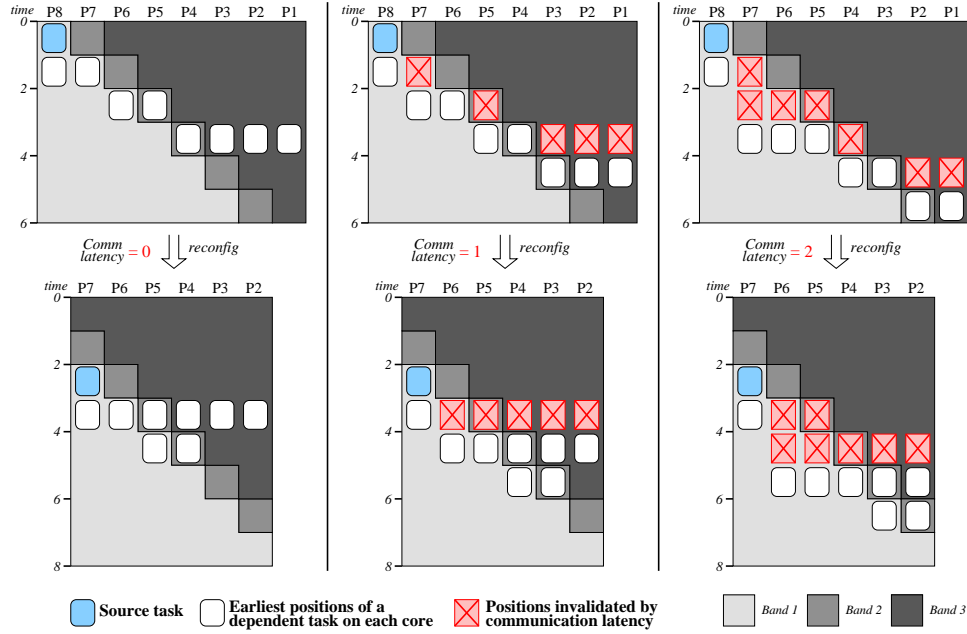 time P8 P7 P6 P5 P4 P3 P2 P1
0
2
4
6
Comm latency = 0 reconfig
time P7 P6 P5 P4 P3 P2
0
2
4
6
8
P8 P7 P6 P5 P4 P3 P2 P1
Comm latency = 1 reconfig
P7 P6 P5 P4 P3 P2
P8 P7 P6 P5 P4 P3 P2 P1
Comm latency = 2 reconfig
P7 P6 P5 P4 P3 P2
time
0
2
4
6
time
0
2
4
6
8
time
0
2
4
6
time
0
2
4
6
8
Source task
Earliest positions of a
dependent task on each core
Positions invalidated by
communication latency
Band 1
Band 2
Band 3